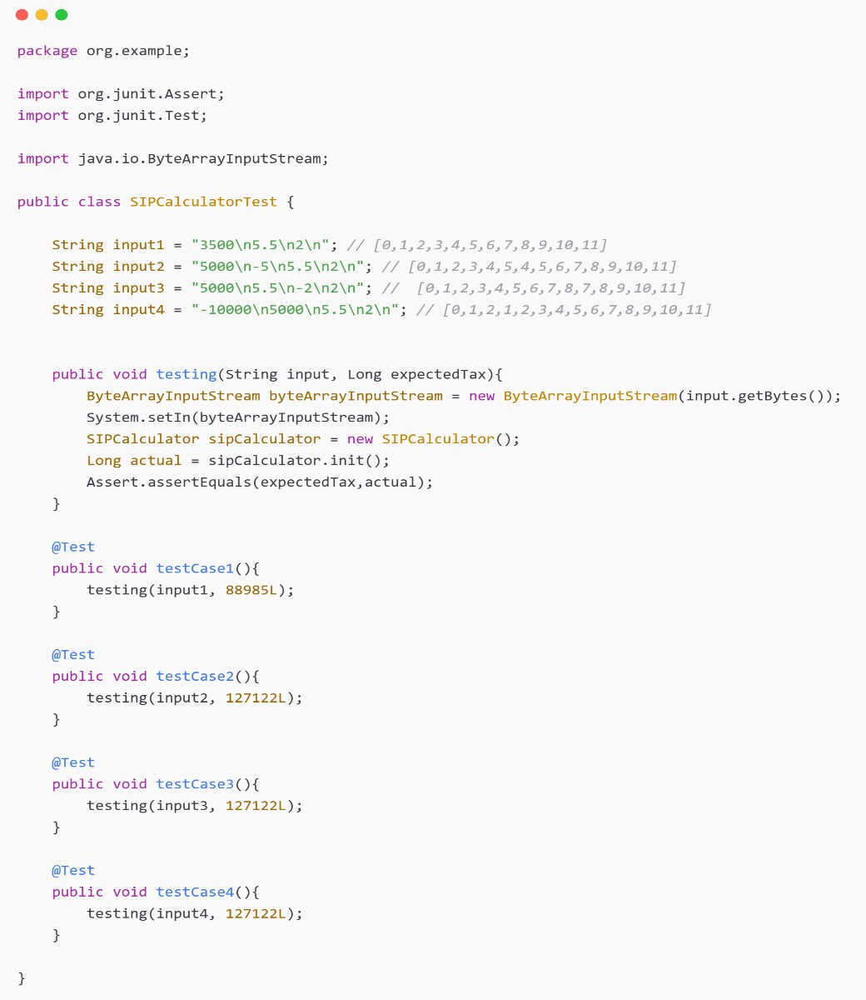 package org.example;
import org.junit.Assert;
import org.junit.Test;
import java.io.ByteArrayInputStream;
public class SIPCalculatorTest {
    String input1 = "3500\n5.5\n2\n"; // [0,1,2,3,4,5,6,7,8,9,10,11]
    String input2 = "5000\n-5\n5.5\n2\n"; // [0,1,2,3,4,5,4,5,6,7,8,9,10,11]
    String input3 = "5000\n5.5\n-2\n2\n"; //  [0,1,2,3,4,5,6,7,8,7,8,9,10,11]
    String input4 = "-10000\n5000\n5.5\n2\n"; // [0,1,2,1,2,3,4,5,6,7,8,9,10,11]
    public void testing(String input, Long expectedTax){
        ByteArrayInputStream byteArrayInputStream = new ByteArrayInputStream(input.getBytes());
        System.setIn(byteArrayInputStream);
        SIPCalculator sipCalculator = new SIPCalculator();
        Long actual = sipCalculator.init();
        Assert.assertEquals(expectedTax,actual);
    }
    @Test
    public void testCase1(){
        testing(input1, 88985L);
    }
    @Test
    public void testCase2(){
        testing(input2, 127122L);
    }
    @Test
    public void testCase3(){
        testing(input3, 127122L);
    }
    @Test
    public void testCase4(){
        testing(input4, 127122L);
    }
}